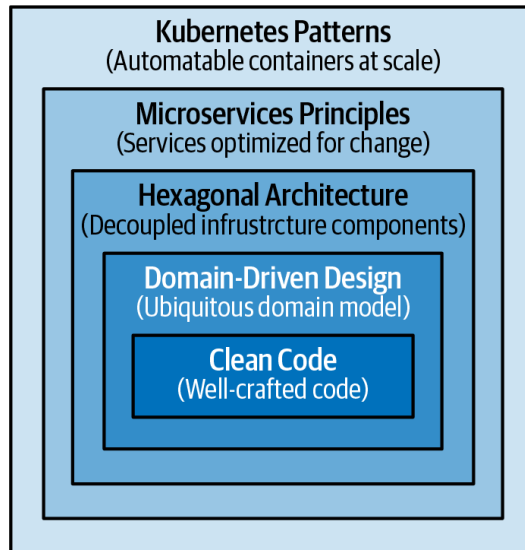 Kubernetes Patterns
(Automatable containers at scale)
Microservices Principles
(Services optimized for change)
Hexagonal Architecture
(Decoupled infrustrcture components)
Domain-Driven Design
(Ubiquitous domain model)
Clean Code
(Well-crafted code)